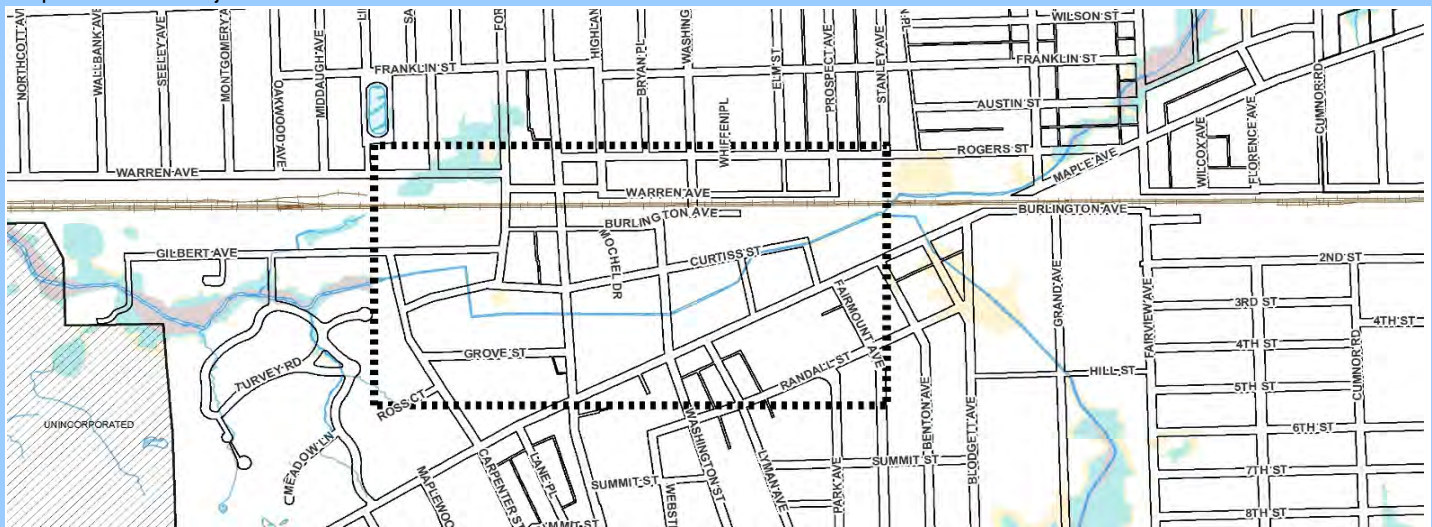 NORTHCOTT AV
WALLBANK AVE
SEELEY AVE
MONTGOMERY A
OAKWOOD AVE
MIDDAUGH AVE
FRANKLIN ST
HIGHLAN
BRYAN PL
WASHING
ELM ST
PROSPECT AVE
STANLEY AVE
WILSON ST
FRANKLIN ST
AUSTIN ST
ROGERS ST
MAPLE AVE
WILCOX AVE
FLORENCE AVE
CUMNOR RD
WHIFFEN PL
WARREN AVE
WARREN AVE
BURLINGTON AVE
BURLINGTON AVE
GILBERT AVE
MOCHEL DR
CURTISS ST
FAIRMOUNT AVE
GRAND AVE
FAIRVIEW AVE
2ND ST
3RD ST
4TH ST
4TH ST
CUMNOR RD
5TH ST
6TH ST
7TH ST
8TH ST
HILL ST
GROVE ST
RANDALL ST
TURVEY RD
ROSS CT
UNINCORPORATED
MEADOW LN
MAPLEWOO
CARPENTER ST
LANE PL
SUMMIT ST
WEBST
WASHINGTON ST
LYMAN AVE
PARK AVE
SUMMIT ST
BENTON AVE
BLODGETT AVE